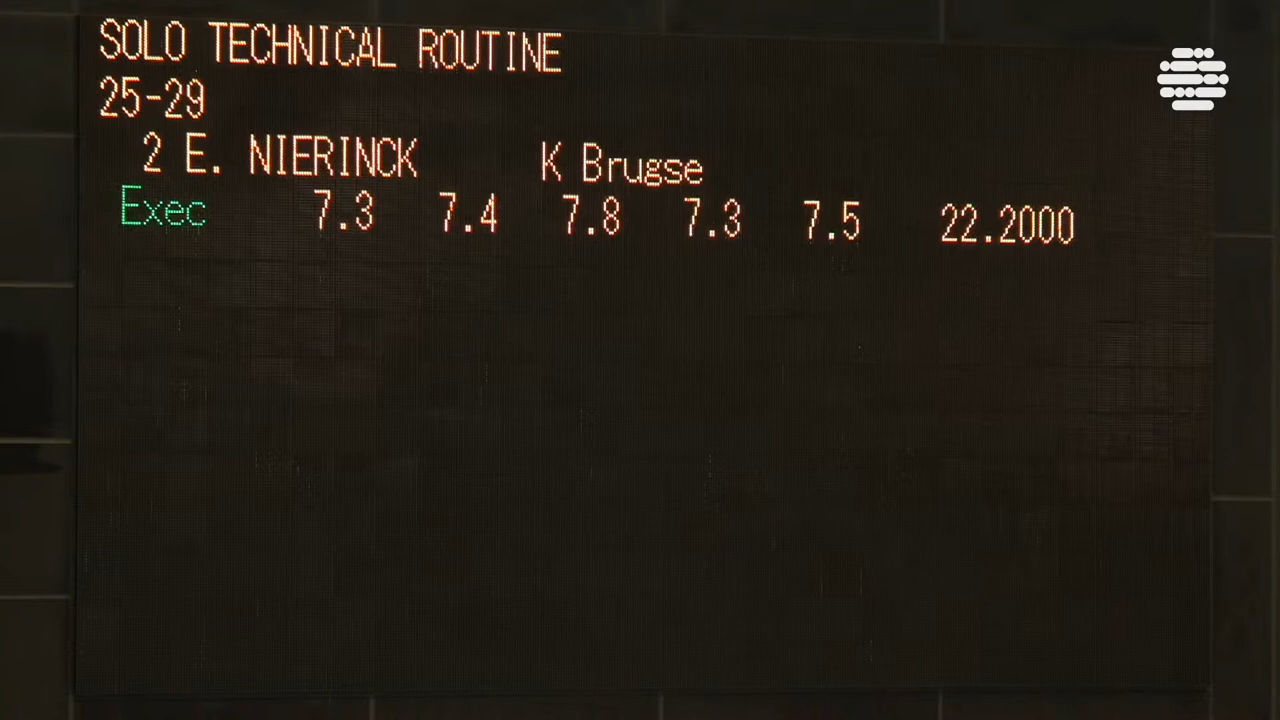 SOLO TECHNICAL ROUTINE
25-29
2 E. NIERINCK K Brugse
Exec 7.3 7.4 7.8 7.3 7.5 22.2000